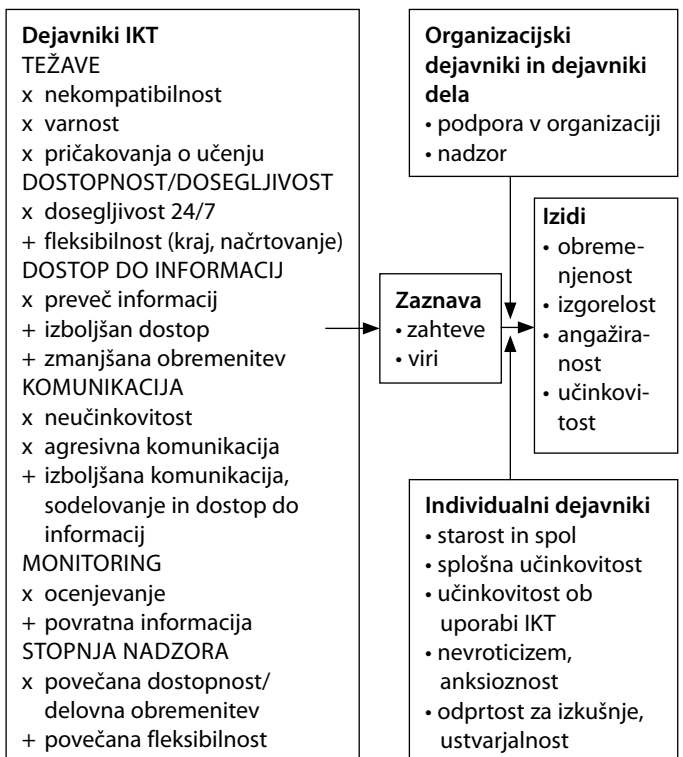 Dejavniki IKT
TEŽAVE
x nekompatibilnost
x varnost
x pričakovanja o učenju
DOSTOPNOST/DOSEGLJIVOST
x dosegljivost 24/7
+ fleksibilnost (kraj, načrtovanje)
DOSTOP DO INFORMACIJ
x preveč informacij
+ izboljšan dostop
+ zmanjšana obremenitev
KOMUNIKACIJA
x neučinkovitost
x agresivna komunikacija
+ izboljšana komunikacija,
sodelovanje in dostop do
informacij
MONITORING
x ocenjevanje
+ povratna informacija
STOPNJA NADZORA
x povečana dostopnost/
delovna obremenitev
+ povečana fleksibilnost
Zaznava
• zahteve
• viri
Organizacijski
dejavniki in dejavniki
dela
• podpora v organizaciji
• nadzor
Izidi
• obreme-
njenost
• izgorelost
• angažira-
nost
• učinkovi-
tost
Individualni dejavniki
• starost in spol
• splošna učinkovitost
• učinkovitost ob
uporabi IKT
• nevroticizem,
anksioznost
• odprtost za izkušnje,
ustvarjalnost